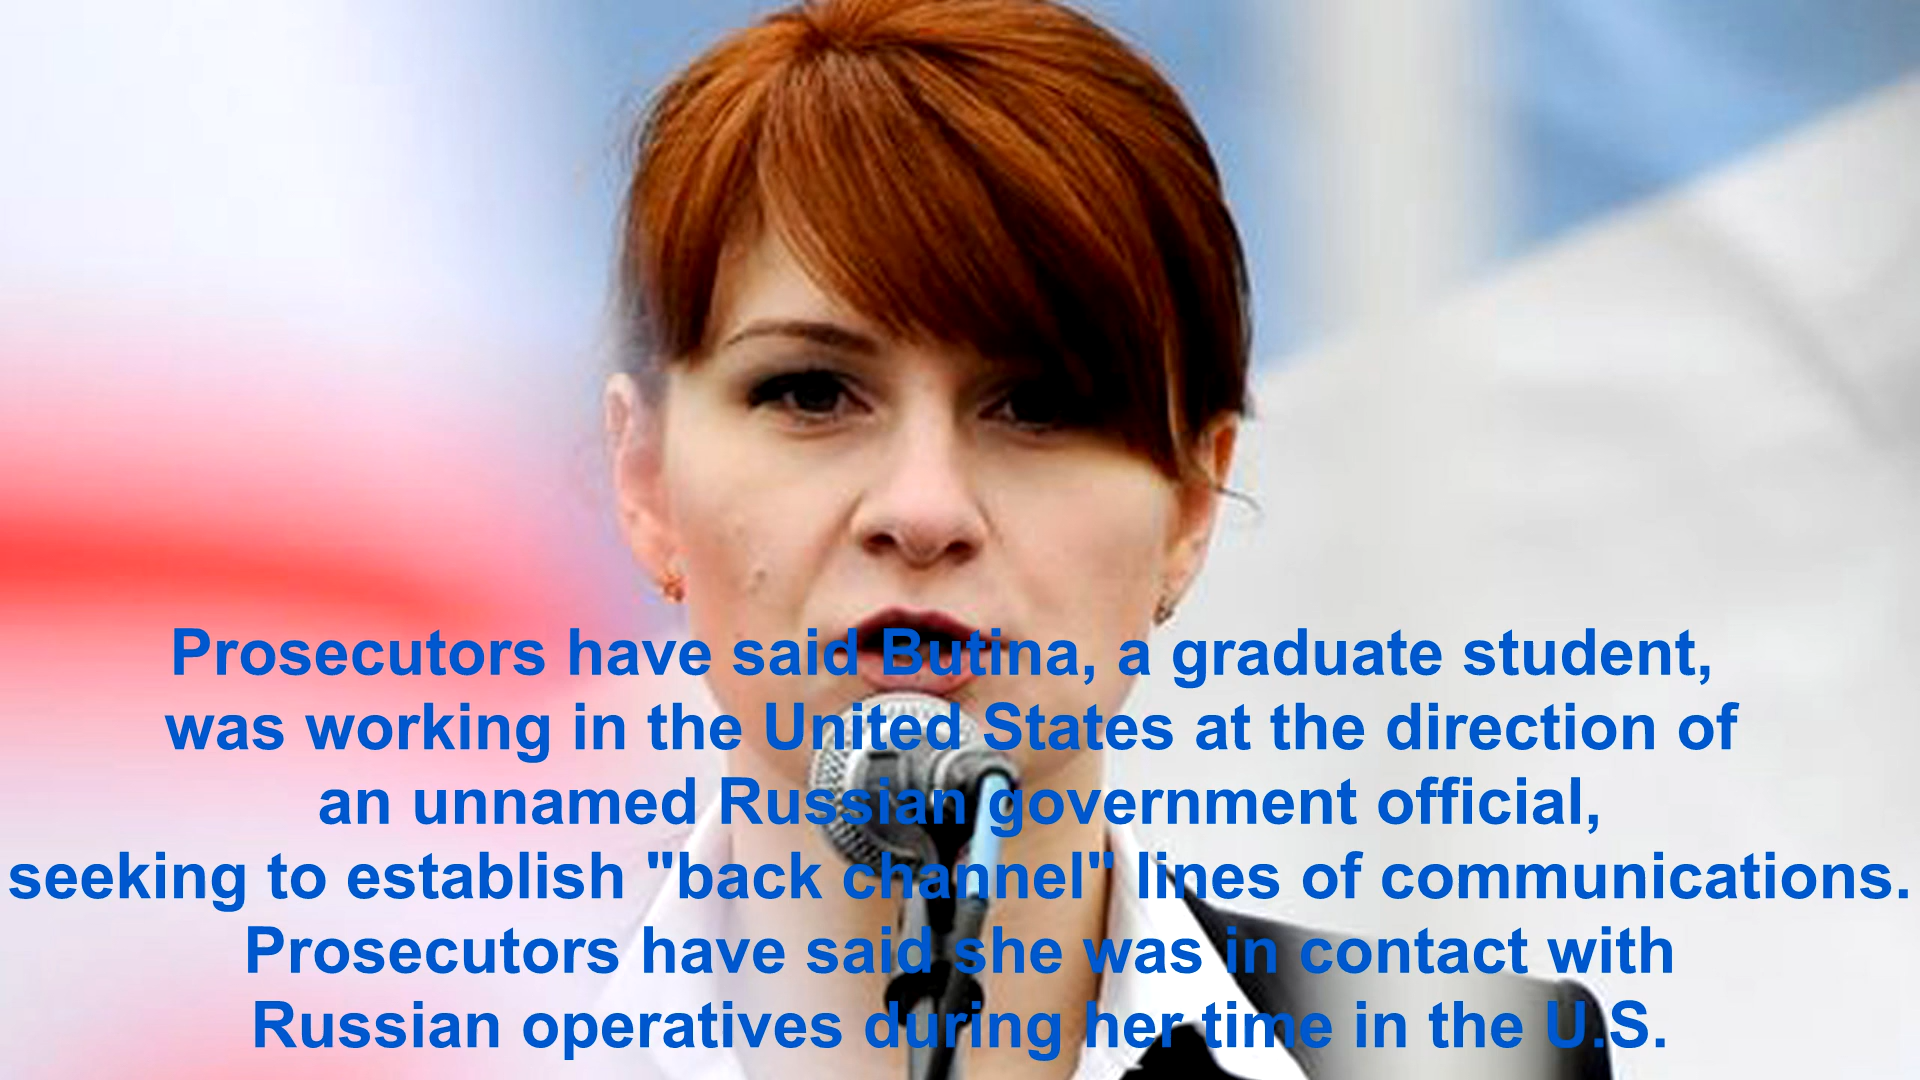 Prosecutors have said Butina, a graduate student,
was working in the United States at the direction of
an unnamed Russian government official,
seeking to establish "back channel" lines of communications.
Prosecutors have said she was in contact with
Russian operatives during her time in the U.S.